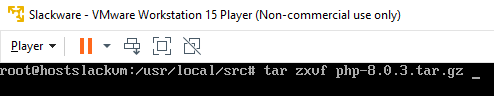 Slackware - VMware Workstation 15 Player (Non-commercial use only)
Player
root@hostslackvm:/usr/local/src# tar zxvf php-8.0.3.tar.gz _